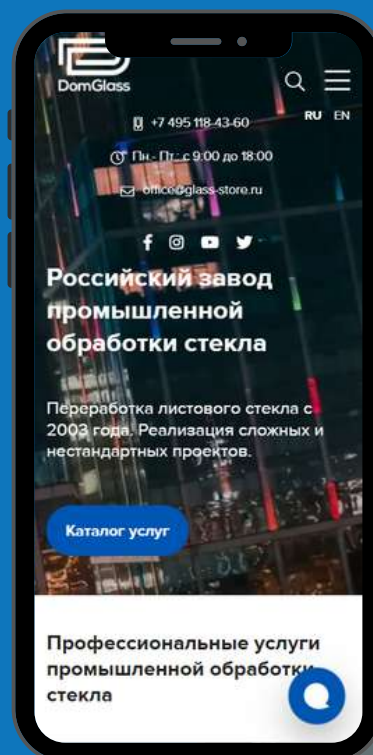 DomGlass
RU EN
+7 495 118-43-60
Пн.- Пт.: с 9:00 до 18:00
office@glass-store.ru
Российский завод
промышленной
обработки стекла
Переработка листового стекла с
2003 года. Реализация сложных и
нестандартных проектов.
Каталог услуг
Профессиональные услуги
промышленной обработки
стекла